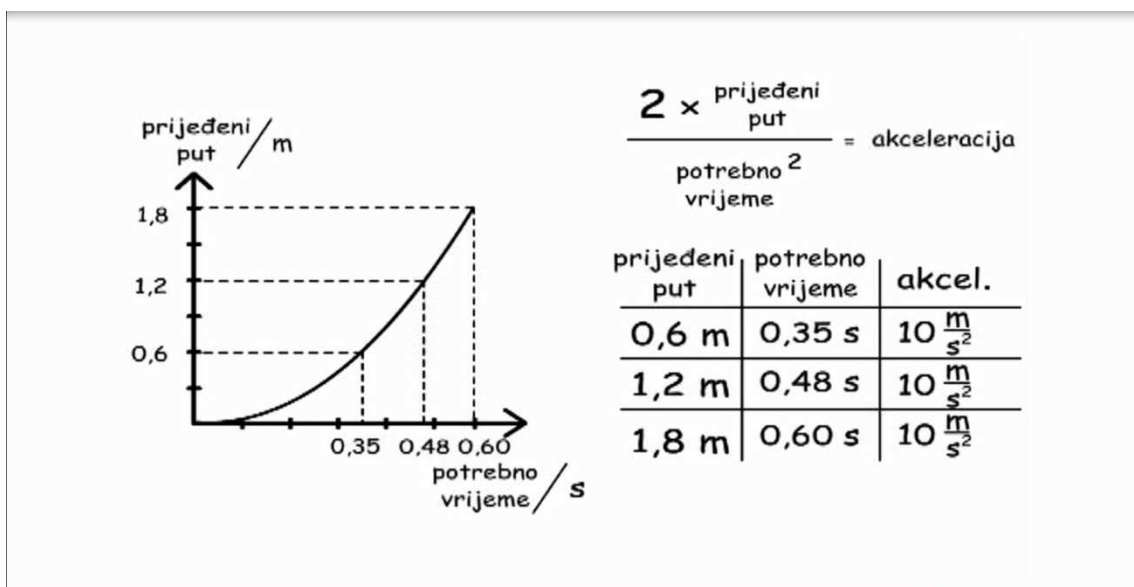 prijeđeni
put / m
1,8
1,2
0,6
0,35 0,48 0,60
potrebno
vrijeme / s
2 × prijeđeni
put
potrebno 2
vrijeme
= akceleracija
prijeđeni put | potrebno vrijeme | akcel.
0,6 m | 0,35 s | 10 m/s²
1,2 m | 0,48 s | 10 m/s²
1,8 m | 0,60 s | 10 m/s²